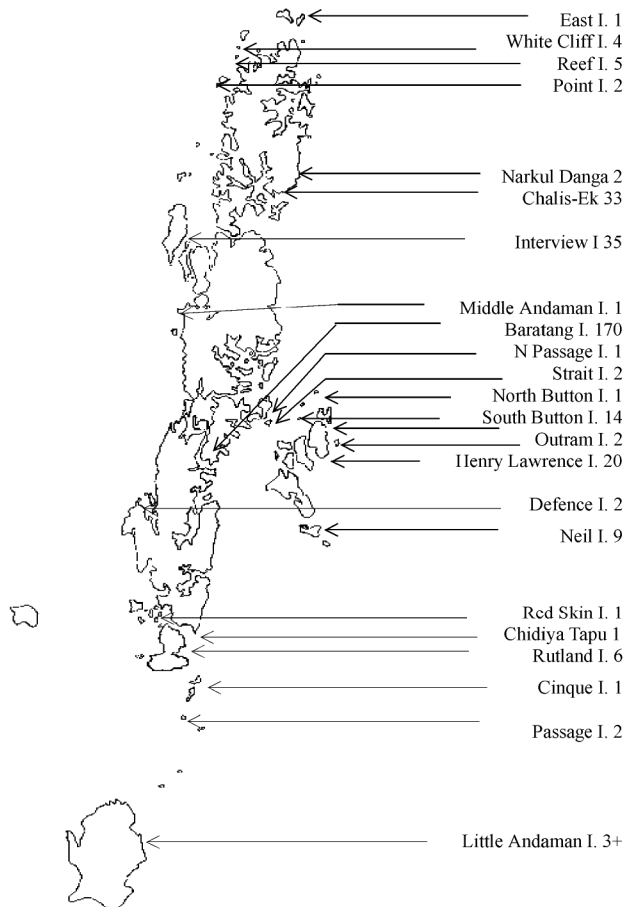 East I. 1
White Cliff I. 4
Reef I. 5
Point I. 2
Narkul Danga 2
Chalis-Ek 33
Interview I 35
Middle Andaman I. 1
Baratang I. 170
N Passage I. 1
Strait I. 2
North Button I. 1
South Button I. 14
Outram I. 2
Henry Lawrence I. 20
Defence I. 2
Neil I. 9
Red Skin I. 1
Chidiya Tapu 1
Rutland I. 6
Cinque I. 1
Passage I. 2
Little Andaman I. 3+